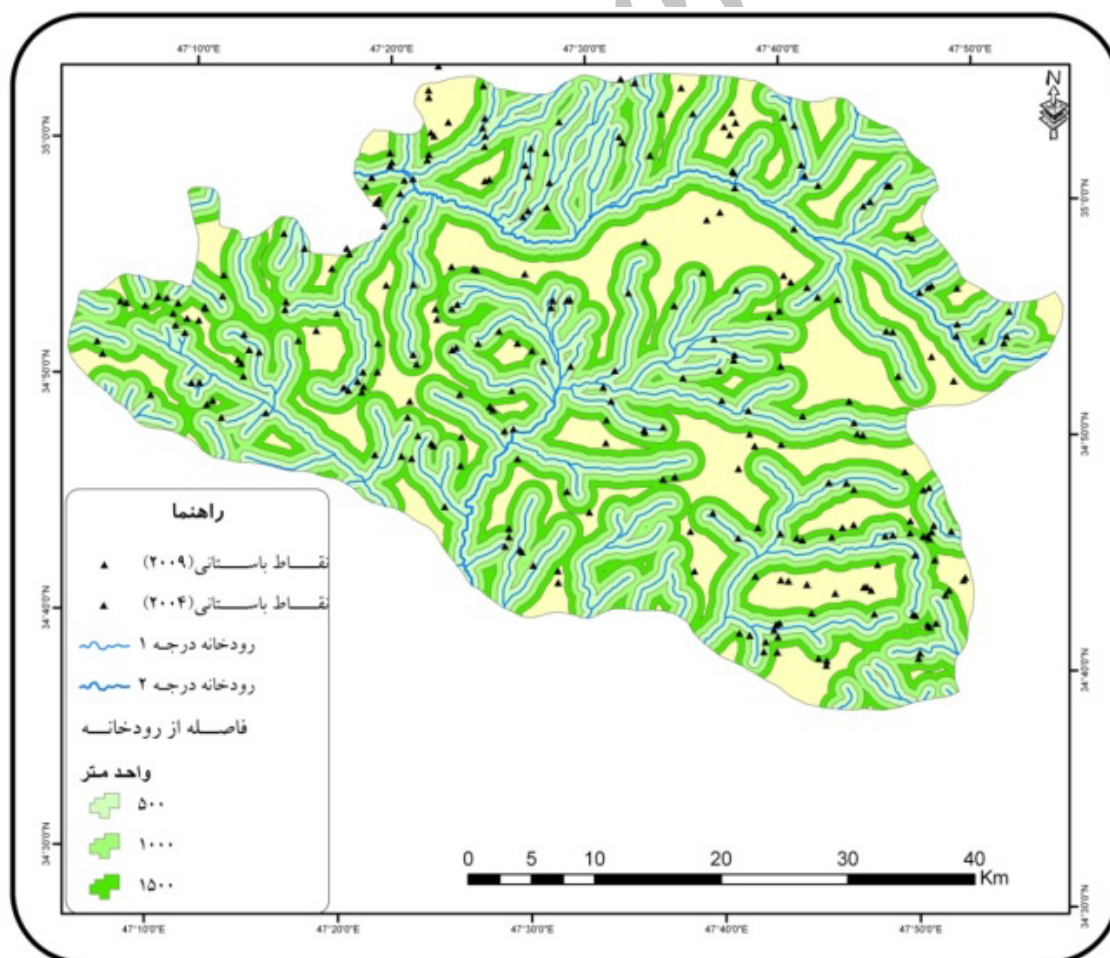 47°10'0"E 47°20'0"E 47°30'0"E 47°40'0"E 47°50'0"E
N
35°0'0"N
35°0'0"N
34°50'0"N
34°50'0"N
34°40'0"N
34°40'0"N
34°30'0"N
34°30'0"N
راهنما
نقـــاط باســـــتانی(۲۰۰۹)
نقـــاط باســـــتانی(۲۰۰۴)
رودخانه درجه ۱
رودخانه درجه ۲
فاصـــله از رودخانـــه
واحد متر
۵۰۰
۱۰۰۰
۱۵۰۰
0 5 10 20 30 40
Km
47°10'0"E 47°20'0"E 47°30'0"E 47°40'0"E 47°50'0"E